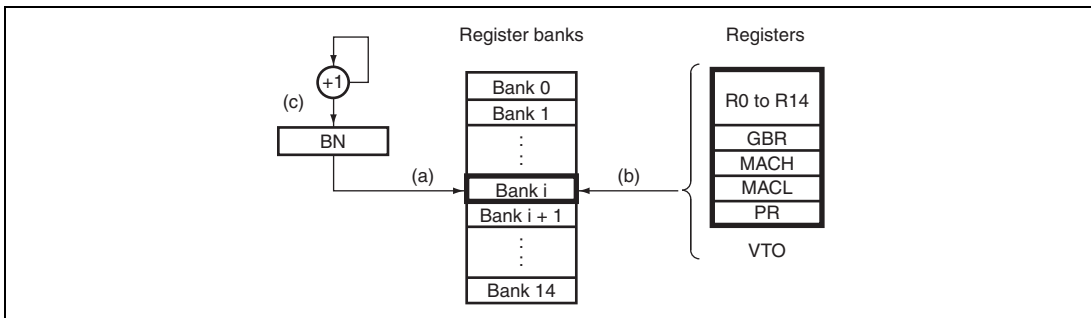 Register banks
Registers
+1
(c)
BN
(a)
Bank 0
Bank 1
:
:
Bank i
Bank i + 1
:
:
Bank 14
(b)
R0 to R14
GBR
MACH
MACL
PR
VTO